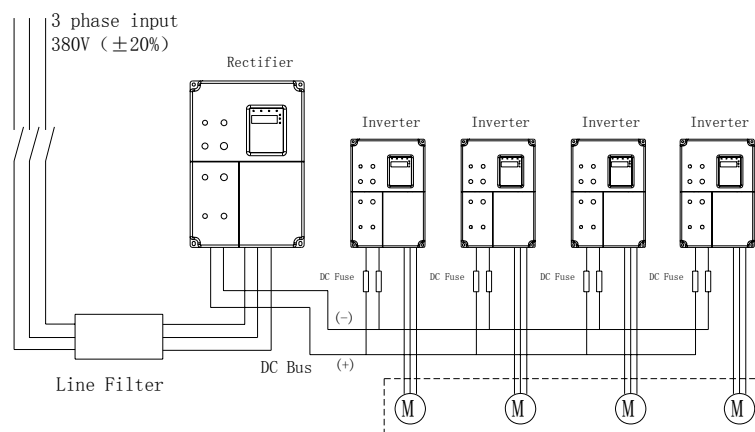 3 phase input
380V（±20%）
Rectifier
Inverter
Inverter
Inverter
Inverter
DC Fuse
DC Fuse
DC Fuse
DC Fuse
(-)
DC Bus
(+)
Line Filter
M
M
M
M